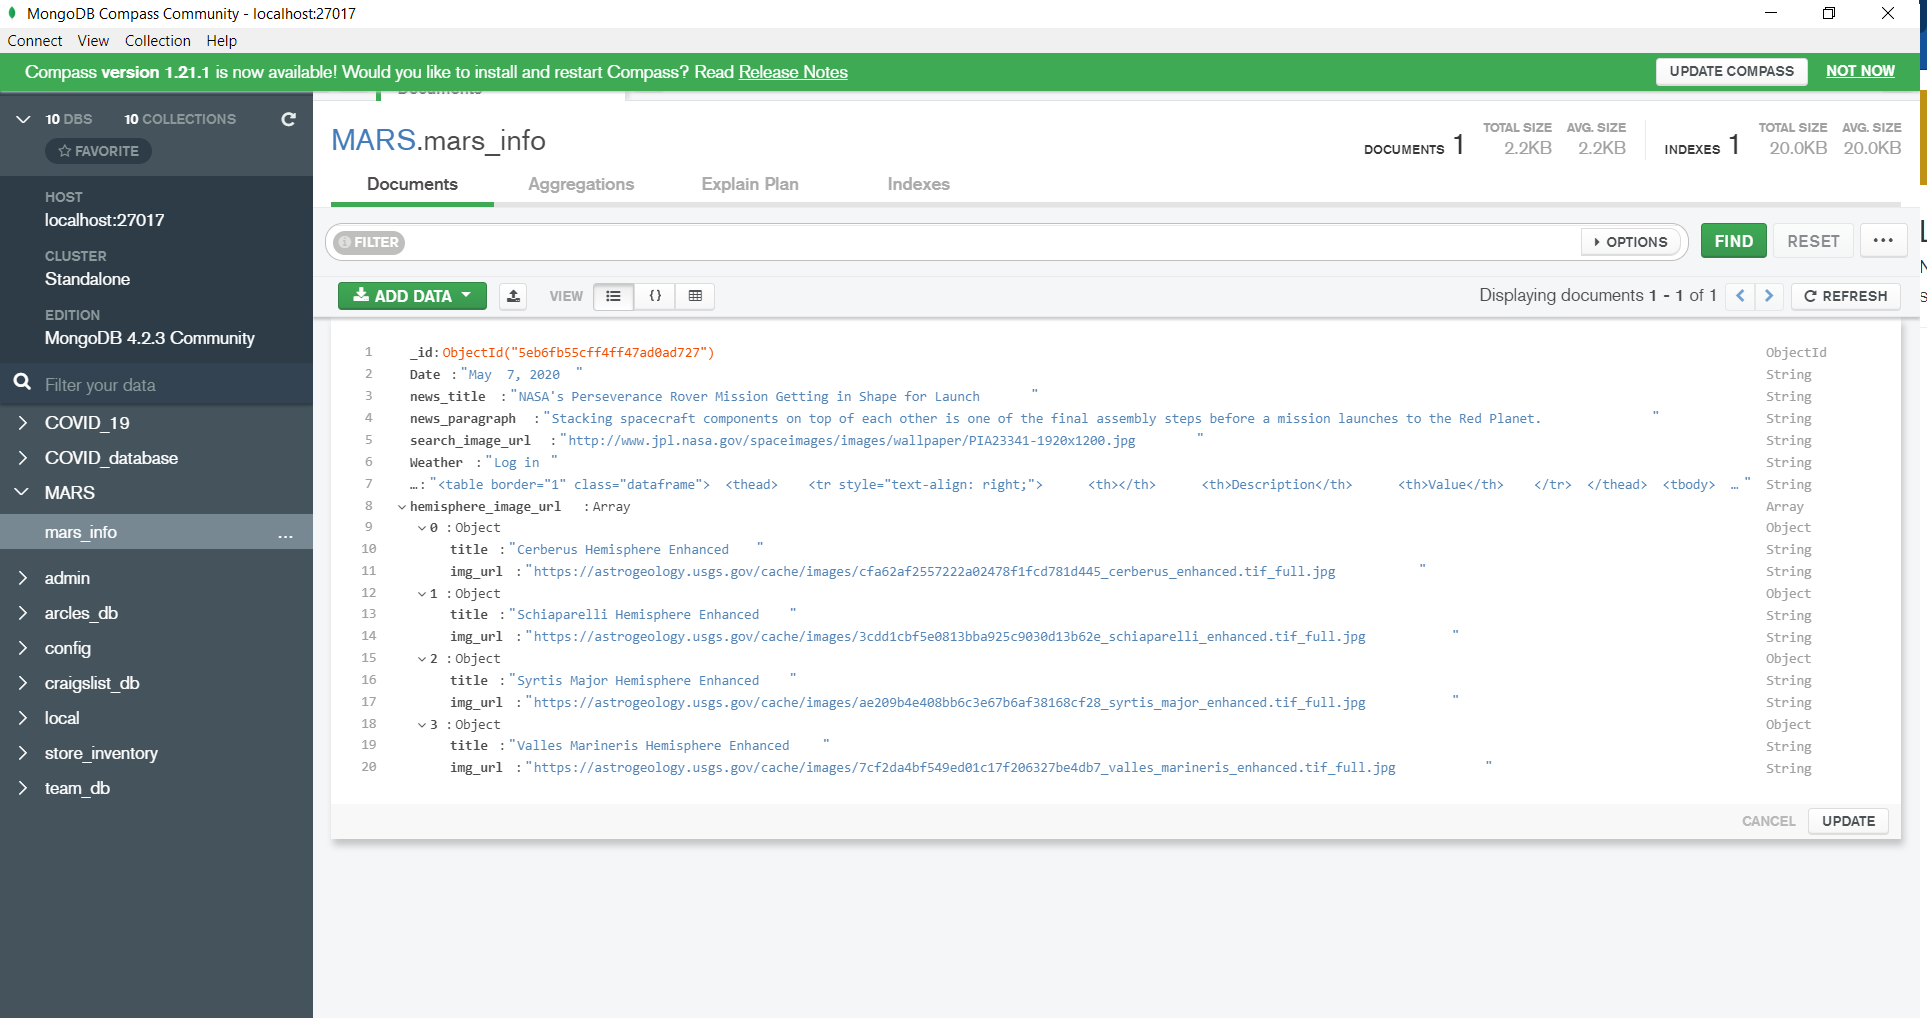 MongoDB Compass Community - localhost:27017
Connect View Collection Help
Compass version 1.21.1 is now available! Would you like to install and restart Compass? Read Release Notes
UPDATE COMPASS
NOT NOW
10 DBS 10 COLLECTIONS
FAVORITE
HOST
localhost:27017
CLUSTER
Standalone
EDITION
MongoDB 4.2.3 Community
Filter your data
COVID_19
COVID_database
MARS
mars_info ...
admin
arcles_db
config
craigslist_db
local
store_inventory
team_db
Documents
MARS.mars_info
DOCUMENTS 1 TOTAL SIZE 2.2KB AVG. SIZE 2.2KB INDEXES 1 TOTAL SIZE 20.0KB AVG. SIZE 20.0KB
Documents Aggregations Explain Plan Indexes
FILTER OPTIONS FIND RESET ...
ADD DATA VIEW {} Displaying documents 1 - 1 of 1 < > REFRESH
1 _id: ObjectId("5eb6fb55cff4ff47ad0ad727") ObjectId
2 Date : "May 7, 2020 " String
3 news_title : "NASA's Perseverance Rover Mission Getting in Shape for Launch " String
4 news_paragraph : "Stacking spacecraft components on top of each other is one of the final assembly steps before a mission launches to the Red Planet. " String
5 search_image_url : "http://www.jpl.nasa.gov/spaceimages/images/wallpaper/PIA23341-1920x1200.jpg " String
6 Weather : "Log in " String
7 …: "<table border="1" class="dataframe"> <thead> <tr style="text-align: right;"> <th></th> <th>Description</th> <th>Value</th> </tr> </thead> <tbody> … " String
8 hemisphere_image_url : Array Array
9 0 : Object Object
10 title : "Cerberus Hemisphere Enhanced " String
11 img_url : "https://astrogeology.usgs.gov/cache/images/cfa62af2557222a02478f1fcd781d445_cerberus_enhanced.tif_full.jpg " String
12 1 : Object Object
13 title : "Schiaparelli Hemisphere Enhanced " String
14 img_url : "https://astrogeology.usgs.gov/cache/images/3cdd1cbf5e0813bba925c9030d13b62e_schiaparelli_enhanced.tif_full.jpg " String
15 2 : Object Object
16 title : "Syrtis Major Hemisphere Enhanced " String
17 img_url : "https://astrogeology.usgs.gov/cache/images/ae209b4e408bb6c3e67b6af38168cf28_syrtis_major_enhanced.tif_full.jpg " String
18 3 : Object Object
19 title : "Valles Marineris Hemisphere Enhanced " String
20 img_url : "https://astrogeology.usgs.gov/cache/images/7cf2da4bf549ed01c17f206327be4db7_valles_marineris_enhanced.tif_full.jpg " String
CANCEL UPDATE